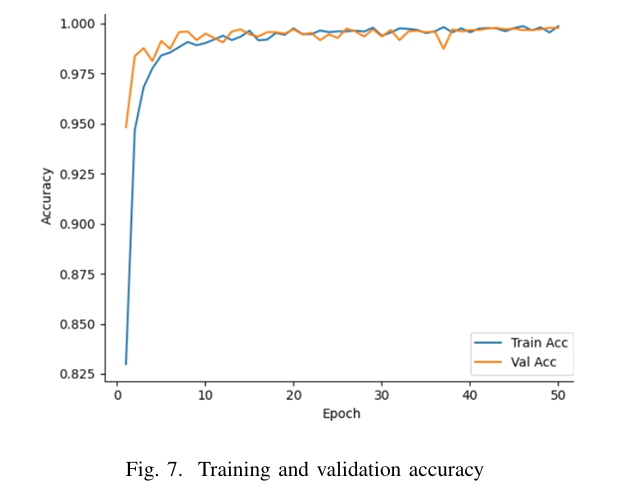 1.000
0.975
0.950
0.925
0.900
0.875
0.850
0.825
Accuracy
0 10 20 30 40 50
Epoch
Train Acc
Val Acc
Fig. 7. Training and validation accuracy